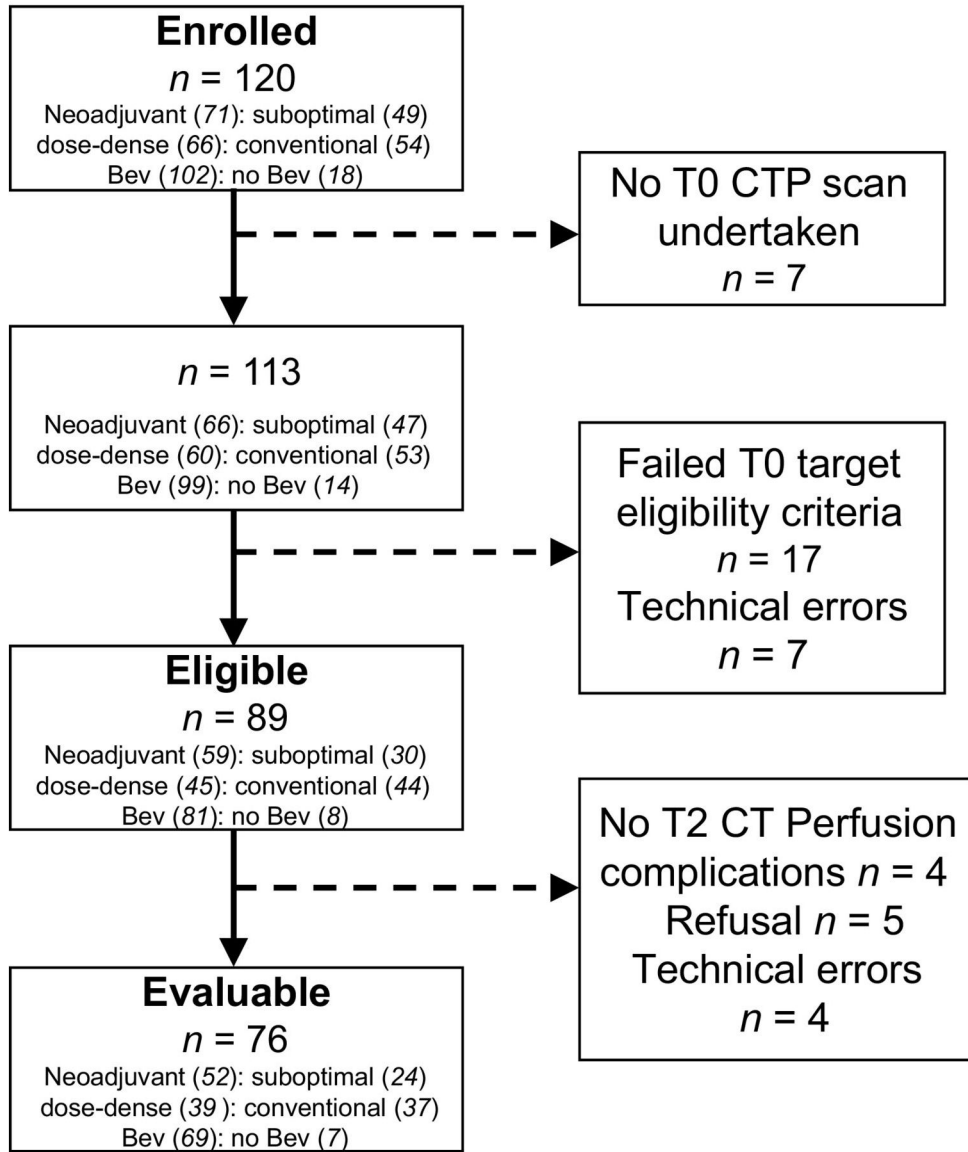 Enrolled
n = 120
Neoadjuvant (71): suboptimal (49)
dose-dense (66): conventional (54)
Bev (102): no Bev (18)
No T0 CTP scan
undertaken
n = 7
n = 113
Neoadjuvant (66): suboptimal (47)
dose-dense (60): conventional (53)
Bev (99): no Bev (14)
Failed T0 target
eligibility criteria
n = 17
Technical errors
n = 7
Eligible
n = 89
Neoadjuvant (59): suboptimal (30)
dose-dense (45): conventional (44)
Bev (81): no Bev (8)
No T2 CT Perfusion
complications n = 4
Refusal n = 5
Technical errors
n = 4
Evaluable
n = 76
Neoadjuvant (52): suboptimal (24)
dose-dense (39 ): conventional (37)
Bev (69): no Bev (7)